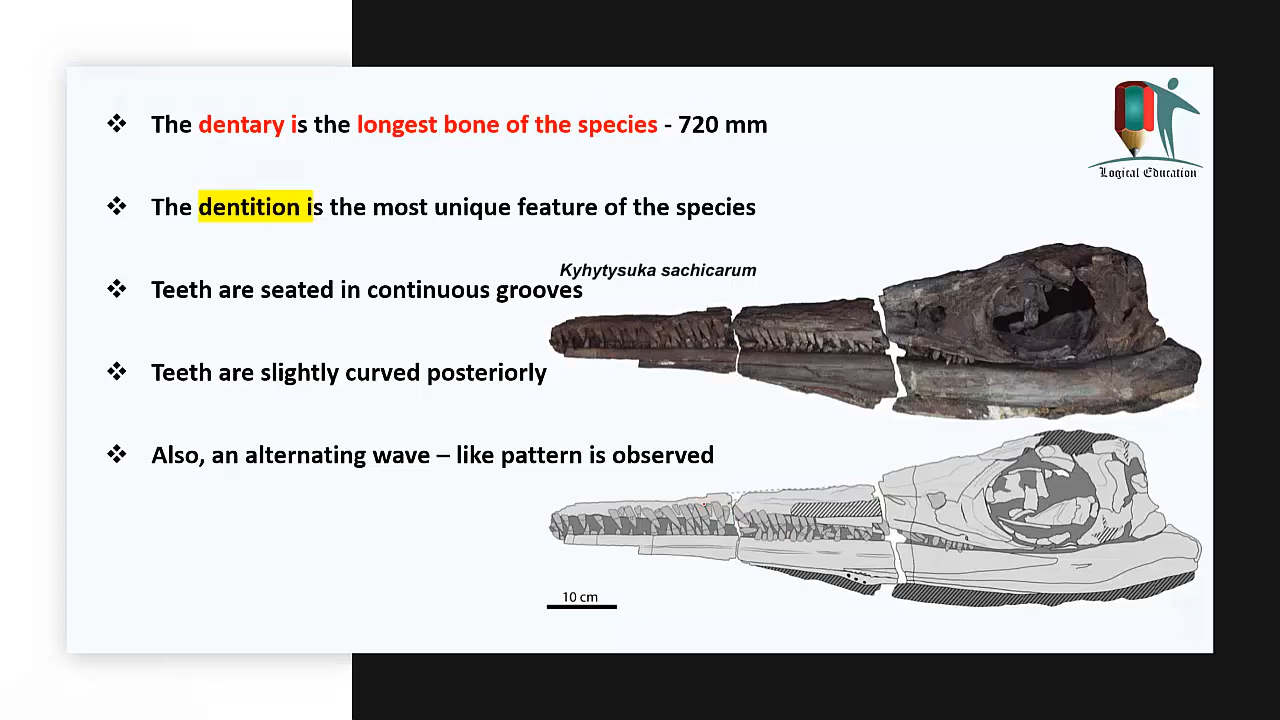 The dentary is the longest bone of the species - 720 mm
The dentition is the most unique feature of the species
Kyhytysuka sachicarum
Teeth are seated in continuous grooves
Teeth are slightly curved posteriorly
Also, an alternating wave – like pattern is observed
10 cm
Logical Education